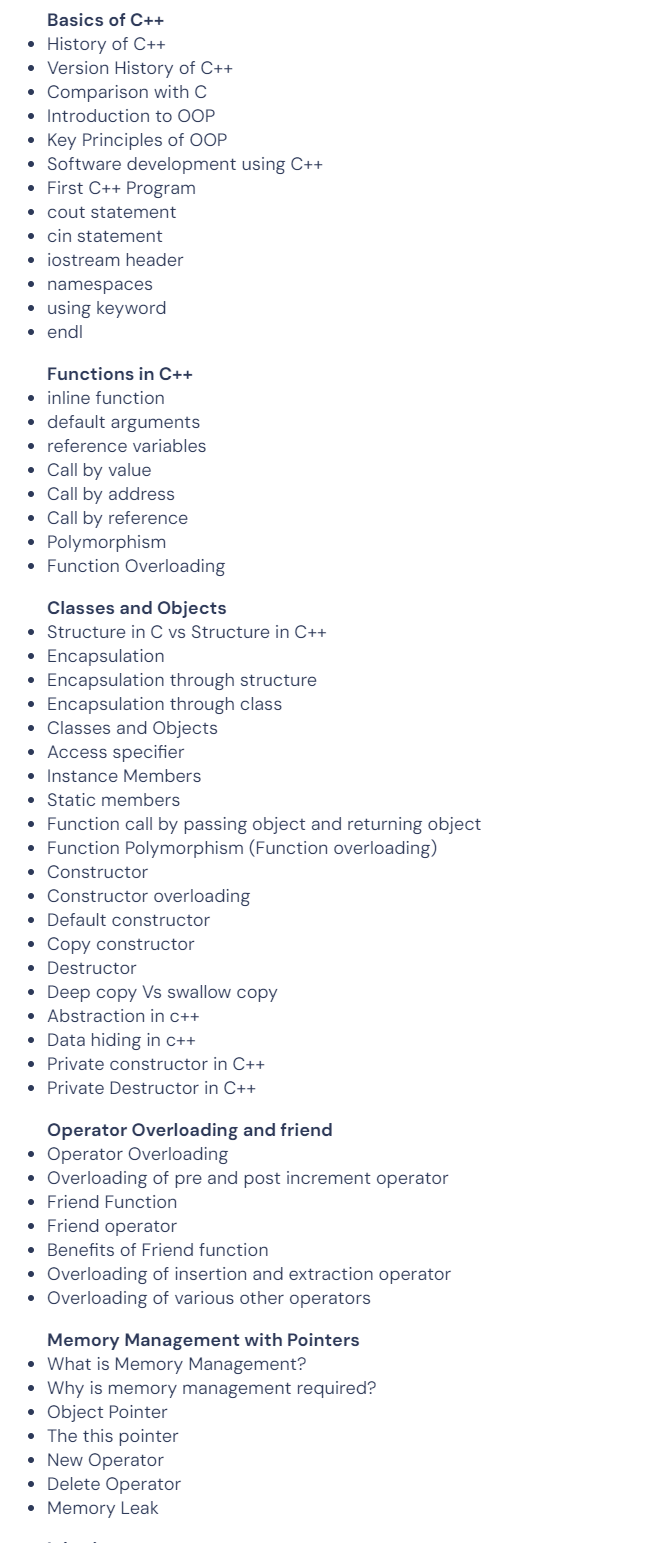 Basics of C++
History of C++
Version History of C++
Comparison with C
Introduction to OOP
Key Principles of OOP
Software development using C++
First C++ Program
cout statement
cin statement
iostream header
namespaces
using keyword
endl
Functions in C++
inline function
default arguments
reference variables
Call by value
Call by address
Call by reference
Polymorphism
Function Overloading
Classes and Objects
Structure in C vs Structure in C++
Encapsulation
Encapsulation through structure
Encapsulation through class
Classes and Objects
Access specifier
Instance Members
Static members
Function call by passing object and returning object
Function Polymorphism (Function overloading)
Constructor
Constructor overloading
Default constructor
Copy constructor
Destructor
Deep copy Vs swallow copy
Abstraction in c++
Data hiding in c++
Private constructor in C++
Private Destructor in C++
Operator Overloading and friend
Operator Overloading
Overloading of pre and post increment operator
Friend Function
Friend operator
Benefits of Friend function
Overloading of insertion and extraction operator
Overloading of various other operators
Memory Management with Pointers
What is Memory Management?
Why is memory management required?
Object Pointer
The this pointer
New Operator
Delete Operator
Memory Leak